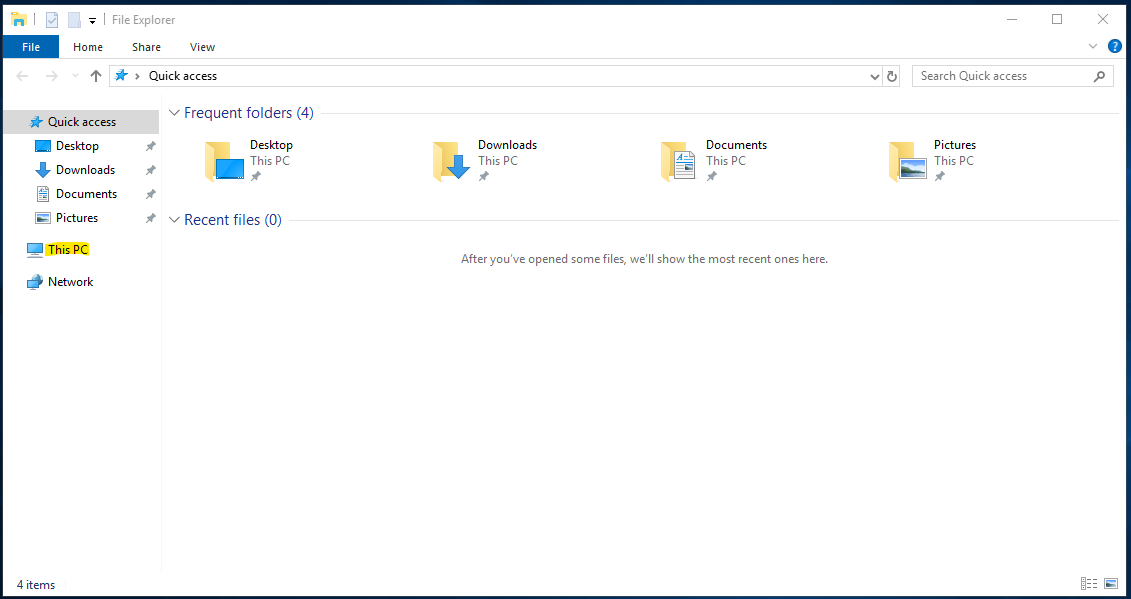 File Explorer
File Home Share View
Quick access
Search Quick access
Quick access
Desktop
Downloads
Documents
Pictures
This PC
Network
Frequent folders (4)
Desktop
This PC
Downloads
This PC
Documents
This PC
Pictures
This PC
Recent files (0)
After you've opened some files, we'll show the most recent ones here.
4 items